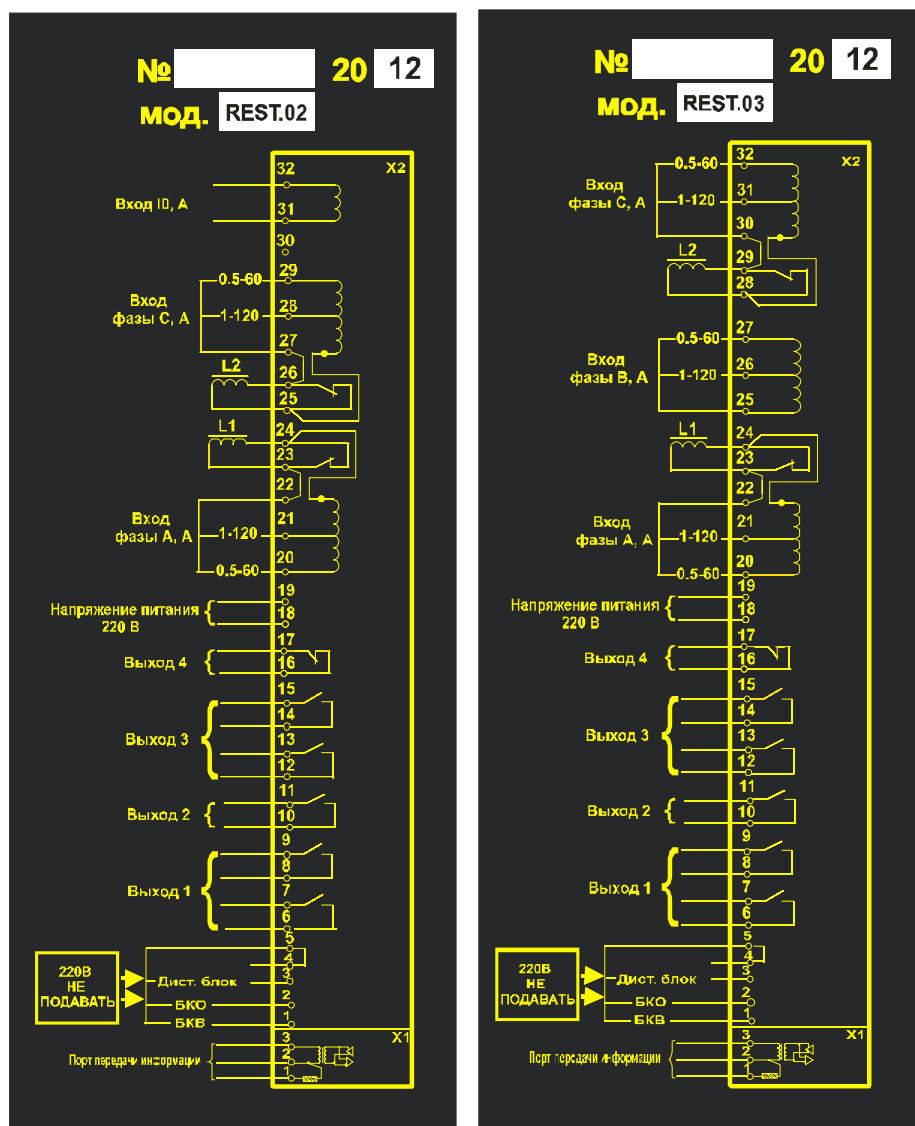 № 20 12
мод. REST.02
X2
32
Вход I0, А
31
30
29
0.5-60
Вход
фазы С, А
28
1-120
27
L2
26
25
L1
24
23
22
Вход
фазы А, А
21
1-120
20
0.5-60
19
Напряжение питания
220 В
18
17
Выход 4
16
15
14
Выход 3
13
12
11
Выход 2
10
9
8
Выход 1
7
6
5
4
3
220В
НЕ
ПОДАВАТЬ
Дист. блок
2
БКО
1
БКВ
X1
3
Порт передачи информации
2
1
№ 20 12
мод. REST.03
X2
32
0.5-60
Вход
фазы С, А
31
1-120
30
L2
29
28
27
0.5-60
Вход
фазы В, А
26
1-120
25
L1
24
23
22
Вход
фазы А, А
21
1-120
20
0.5-60
19
Напряжение питания
220 В
18
17
Выход 4
16
15
14
Выход 3
13
12
11
Выход 2
10
9
8
Выход 1
7
6
5
4
3
220В
НЕ
ПОДАВАТЬ
Дист. блок
2
БКО
1
БКВ
X1
3
Порт передачи информации
2
1